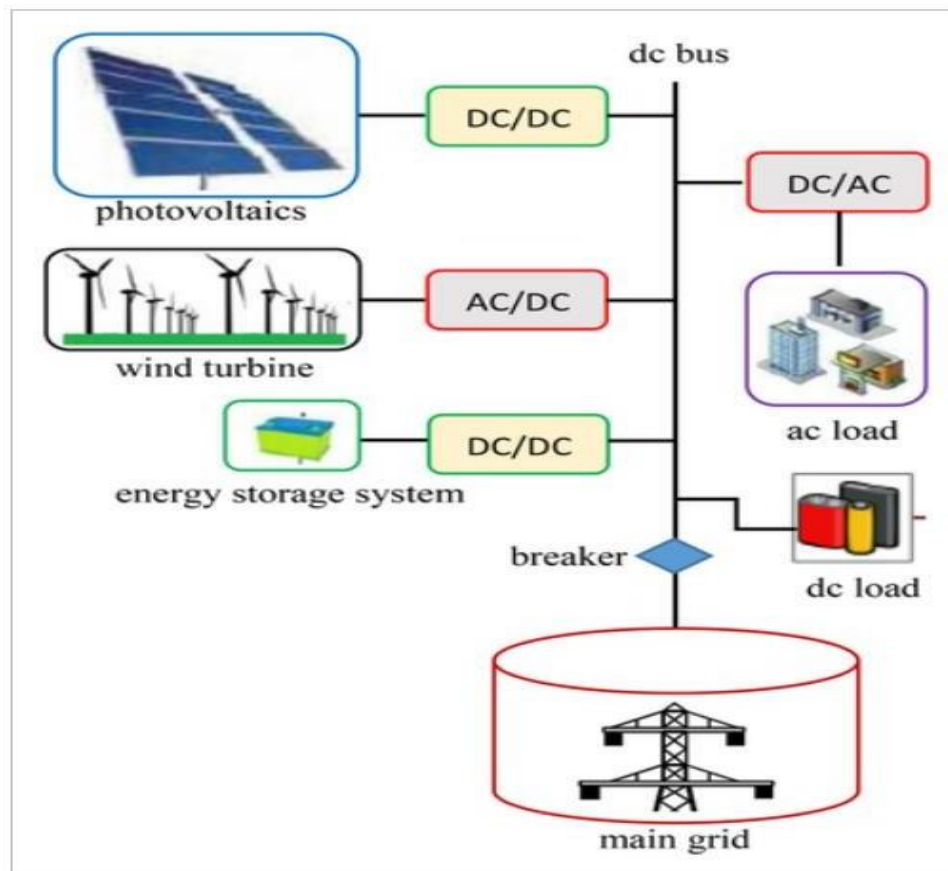 dc bus
DC/DC
photovoltaics
DC/AC
AC/DC
wind turbine
ac load
DC/DC
energy storage system
breaker
dc load
main grid